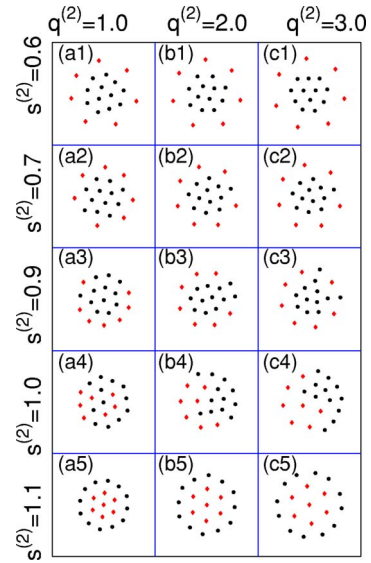 q⁽²⁾=1.0 q⁽²⁾=2.0 q⁽²⁾=3.0
s⁽²⁾=0.6
(a1) (b1) (c1)
s⁽²⁾=0.7
(a2) (b2) (c2)
s⁽²⁾=0.9
(a3) (b3) (c3)
s⁽²⁾=1.0
(a4) (b4) (c4)
s⁽²⁾=1.1
(a5) (b5) (c5)